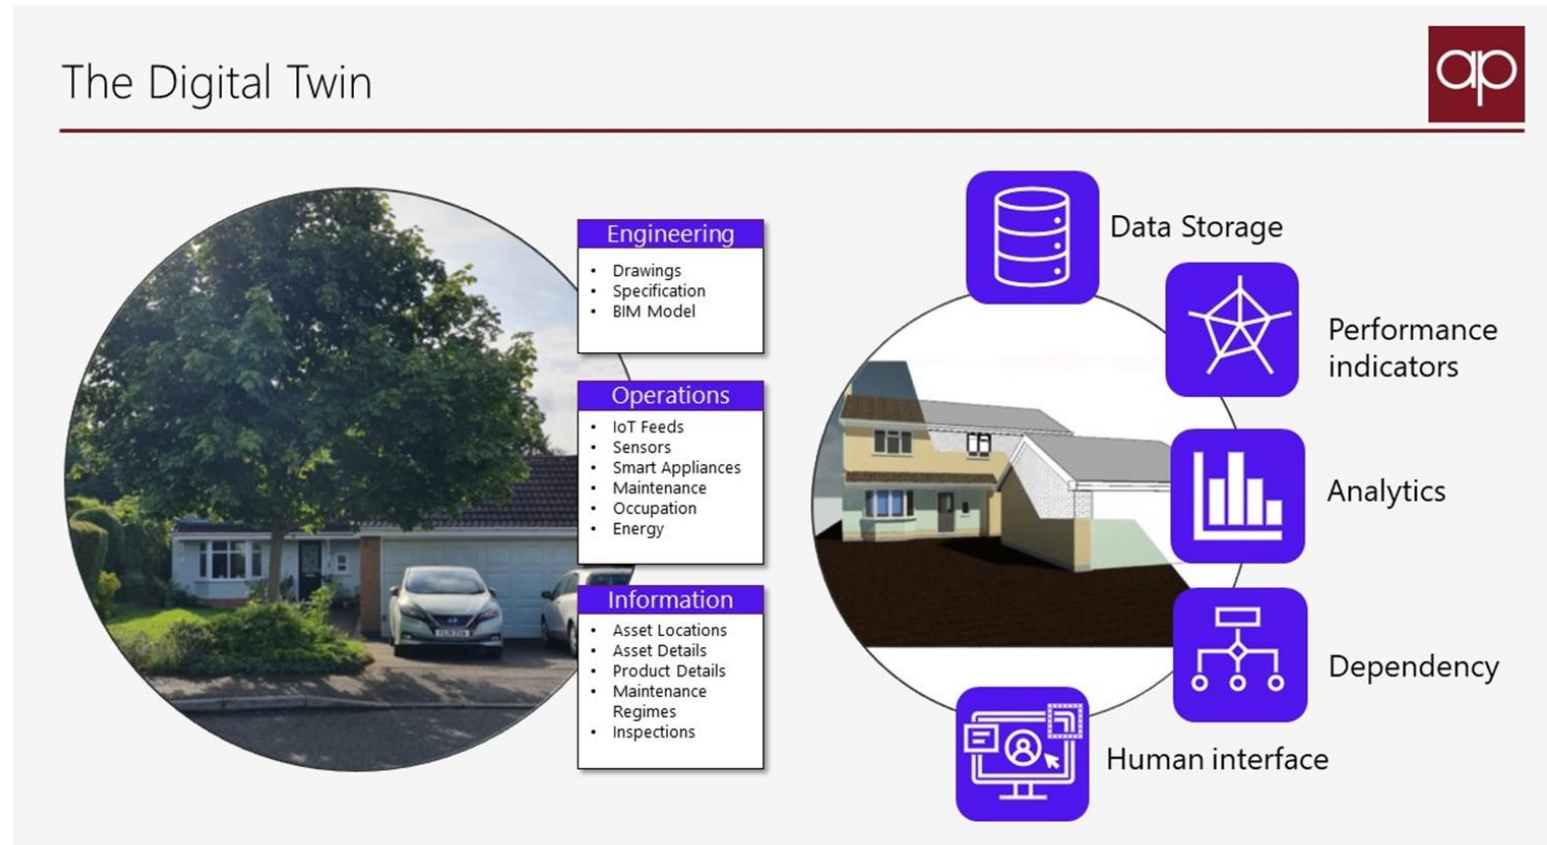 The Digital Twin
ap
Engineering
• Drawings
• Specification
• BIM Model
Operations
• IoT Feeds
• Sensors
• Smart Appliances
• Maintenance
• Occupation
• Energy
Information
• Asset Locations
• Asset Details
• Product Details
• Maintenance
Regimes
• Inspections
Data Storage
Performance
indicators
Analytics
Dependency
Human interface